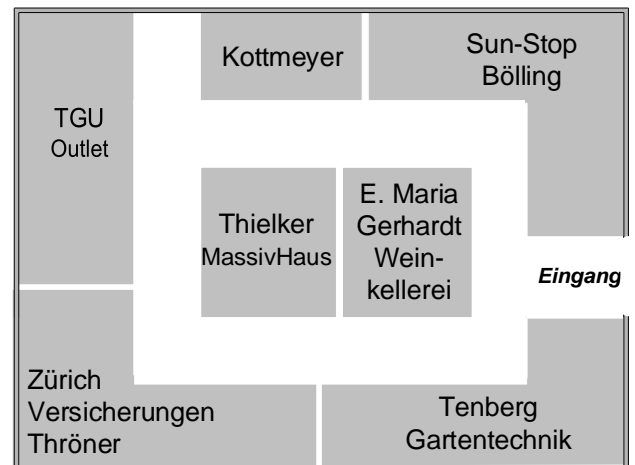 Kottmeyer
Sun-Stop
Bölling
TGU
Outlet
Thielker
MassivHaus
E. Maria
Gerhardt
Wein-
kellerei
Eingang
Zürich
Versicherungen
Thröner
Tenberg
Gartentechnik